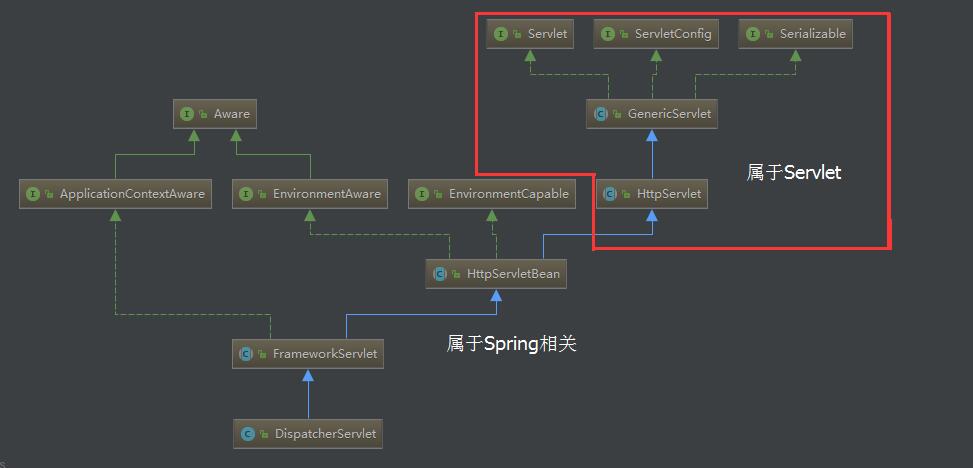 Servlet
ServletConfig
Serializable
Aware
GenericServlet
属于Servlet
ApplicationContextAware
EnvironmentAware
EnvironmentCapable
HttpServlet
HttpServletBean
属于Spring相关
FrameworkServlet
DispatcherServlet